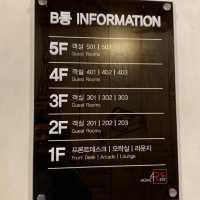 B동 INFORMATION
5F 객실 501 | 502
Guest Rooms
4F 객실 401 | 402 | 403
Guest Rooms
3F 객실 301 | 302 | 303
Guest Rooms
2F 객실 201 | 202 | 203
Guest Rooms
1F 프론트데스크 | 오락실 | 라운지
Front Desk | Arcade | Lounge